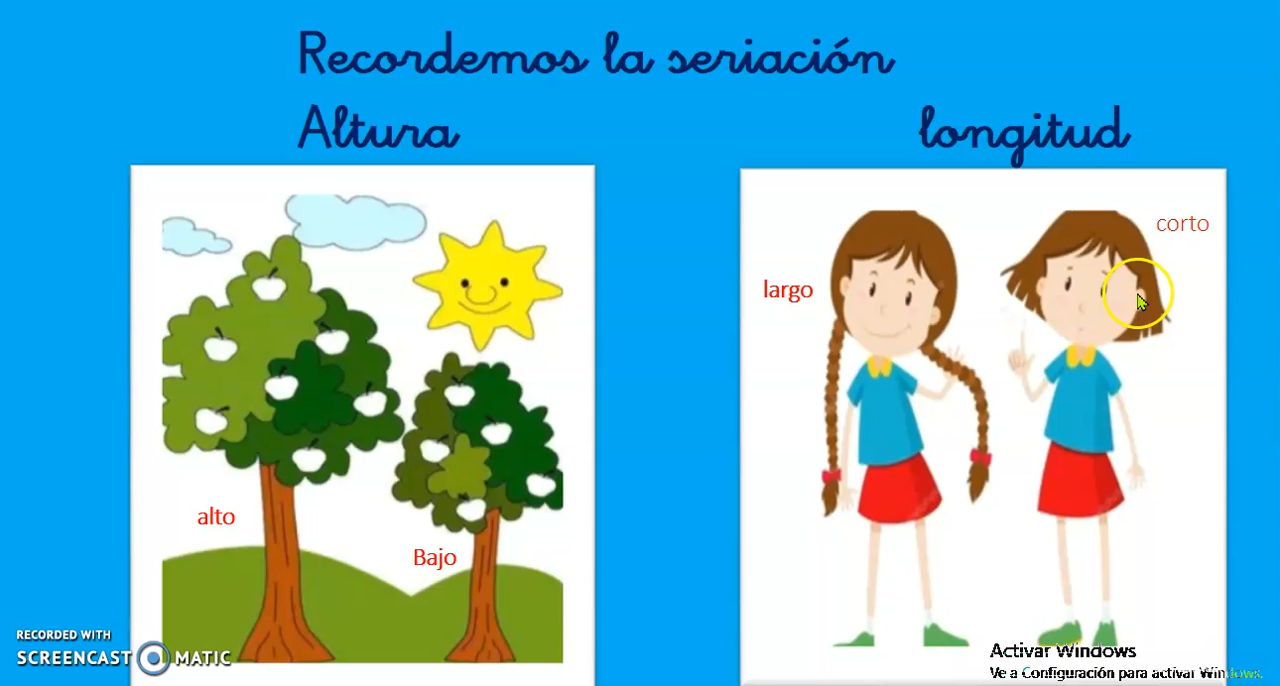 Recordemos la seriación
Altura
longitud
corto
largo
alto
Bajo
RECORDED WITH
SCREENCAST MATIC
Activar Windows
Ve a Configuración para activar Windows.